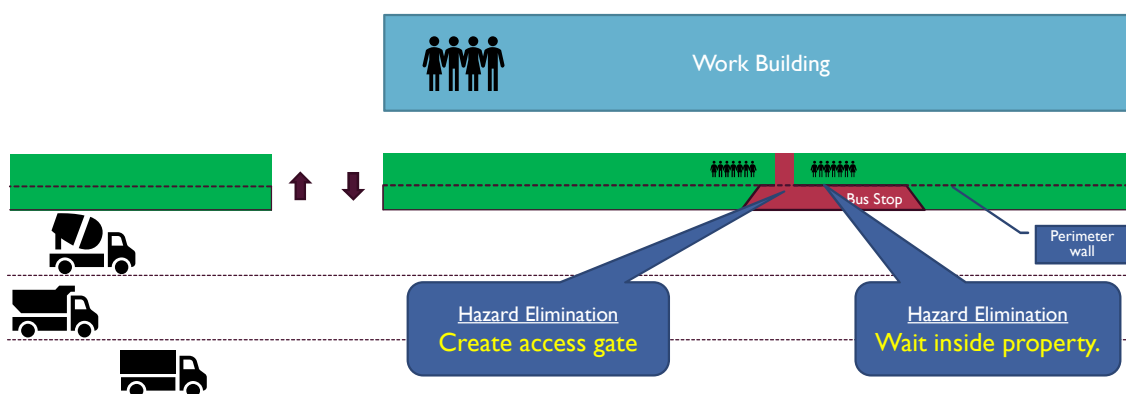 Work Building
Bus Stop
Perimeter
wall
Hazard Elimination
Create access gate
Hazard Elimination
Wait inside property.